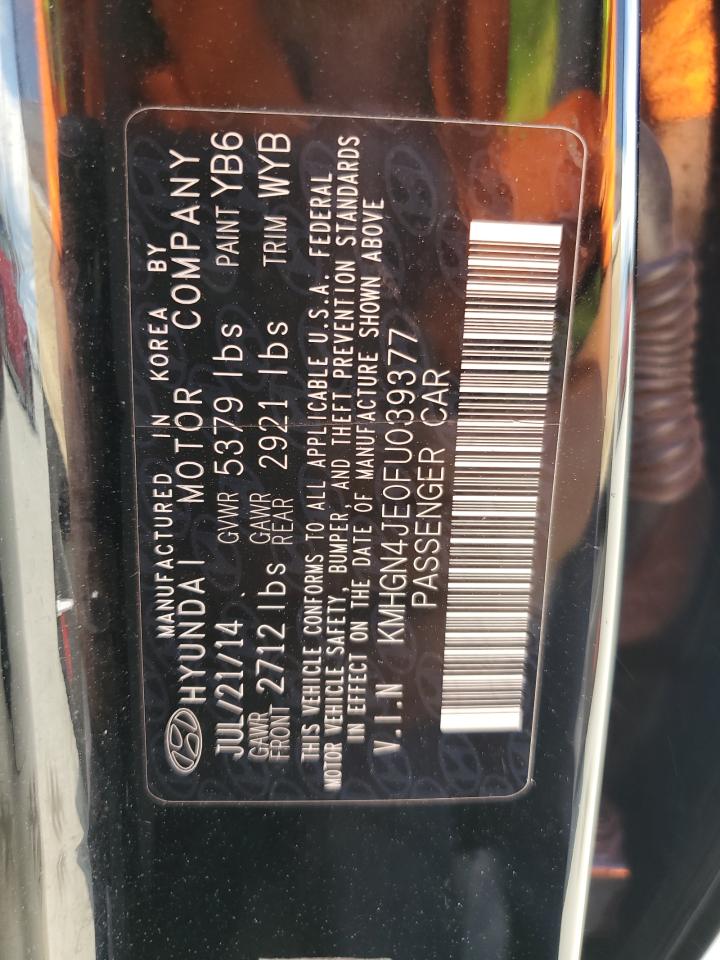 MANUFACTURED IN KOREA BY
HYUNDAI MOTOR COMPANY
JUL/21/14 GVWR 5379 lbs PAINT YB6
GAWR FRONT 2712 lbs GAWR REAR 2921 lbs TRIM WYB
THIS VEHICLE CONFORMS TO ALL APPLICABLE U.S.A. FEDERAL
MOTOR VEHICLE SAFETY, BUMPER, AND THEFT PREVENTION STANDARDS
IN EFFECT ON THE DATE OF MANUFACTURE SHOWN ABOVE
V.I.N KMHGN4JE0FU039377
PASSENGER CAR